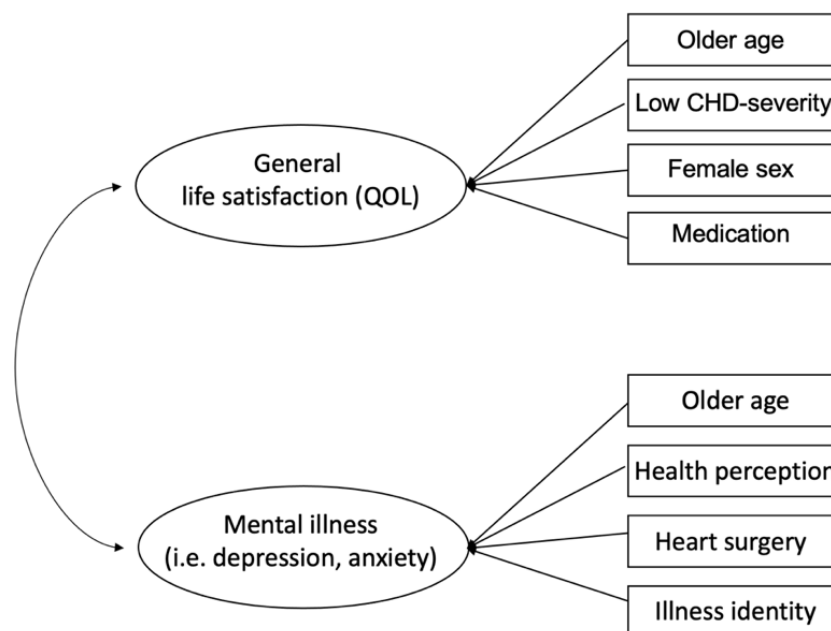 Older age
Low CHD-severity
General
life satisfaction (QOL)
Female sex
Medication
Older age
Health perception
Mental illness
(i.e. depression, anxiety)
Heart surgery
Illness identity